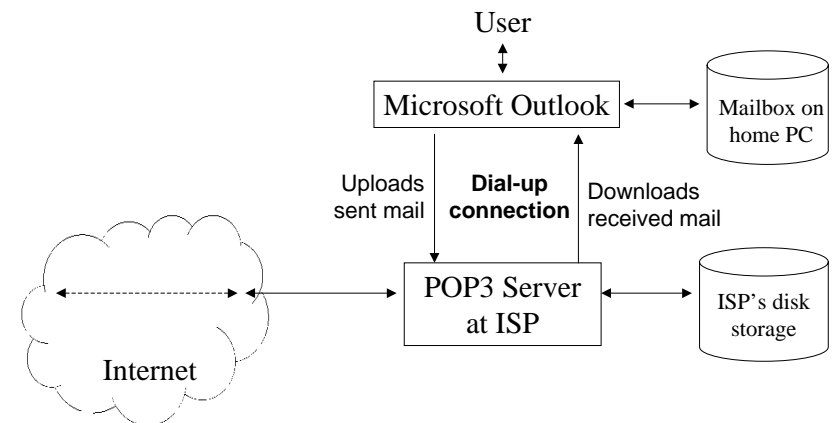 User
Microsoft Outlook
Mailbox on
home PC
Uploads
sent mail
Dial-up
connection
Downloads
received mail
POP3 Server
at ISP
ISP's disk
storage
Internet